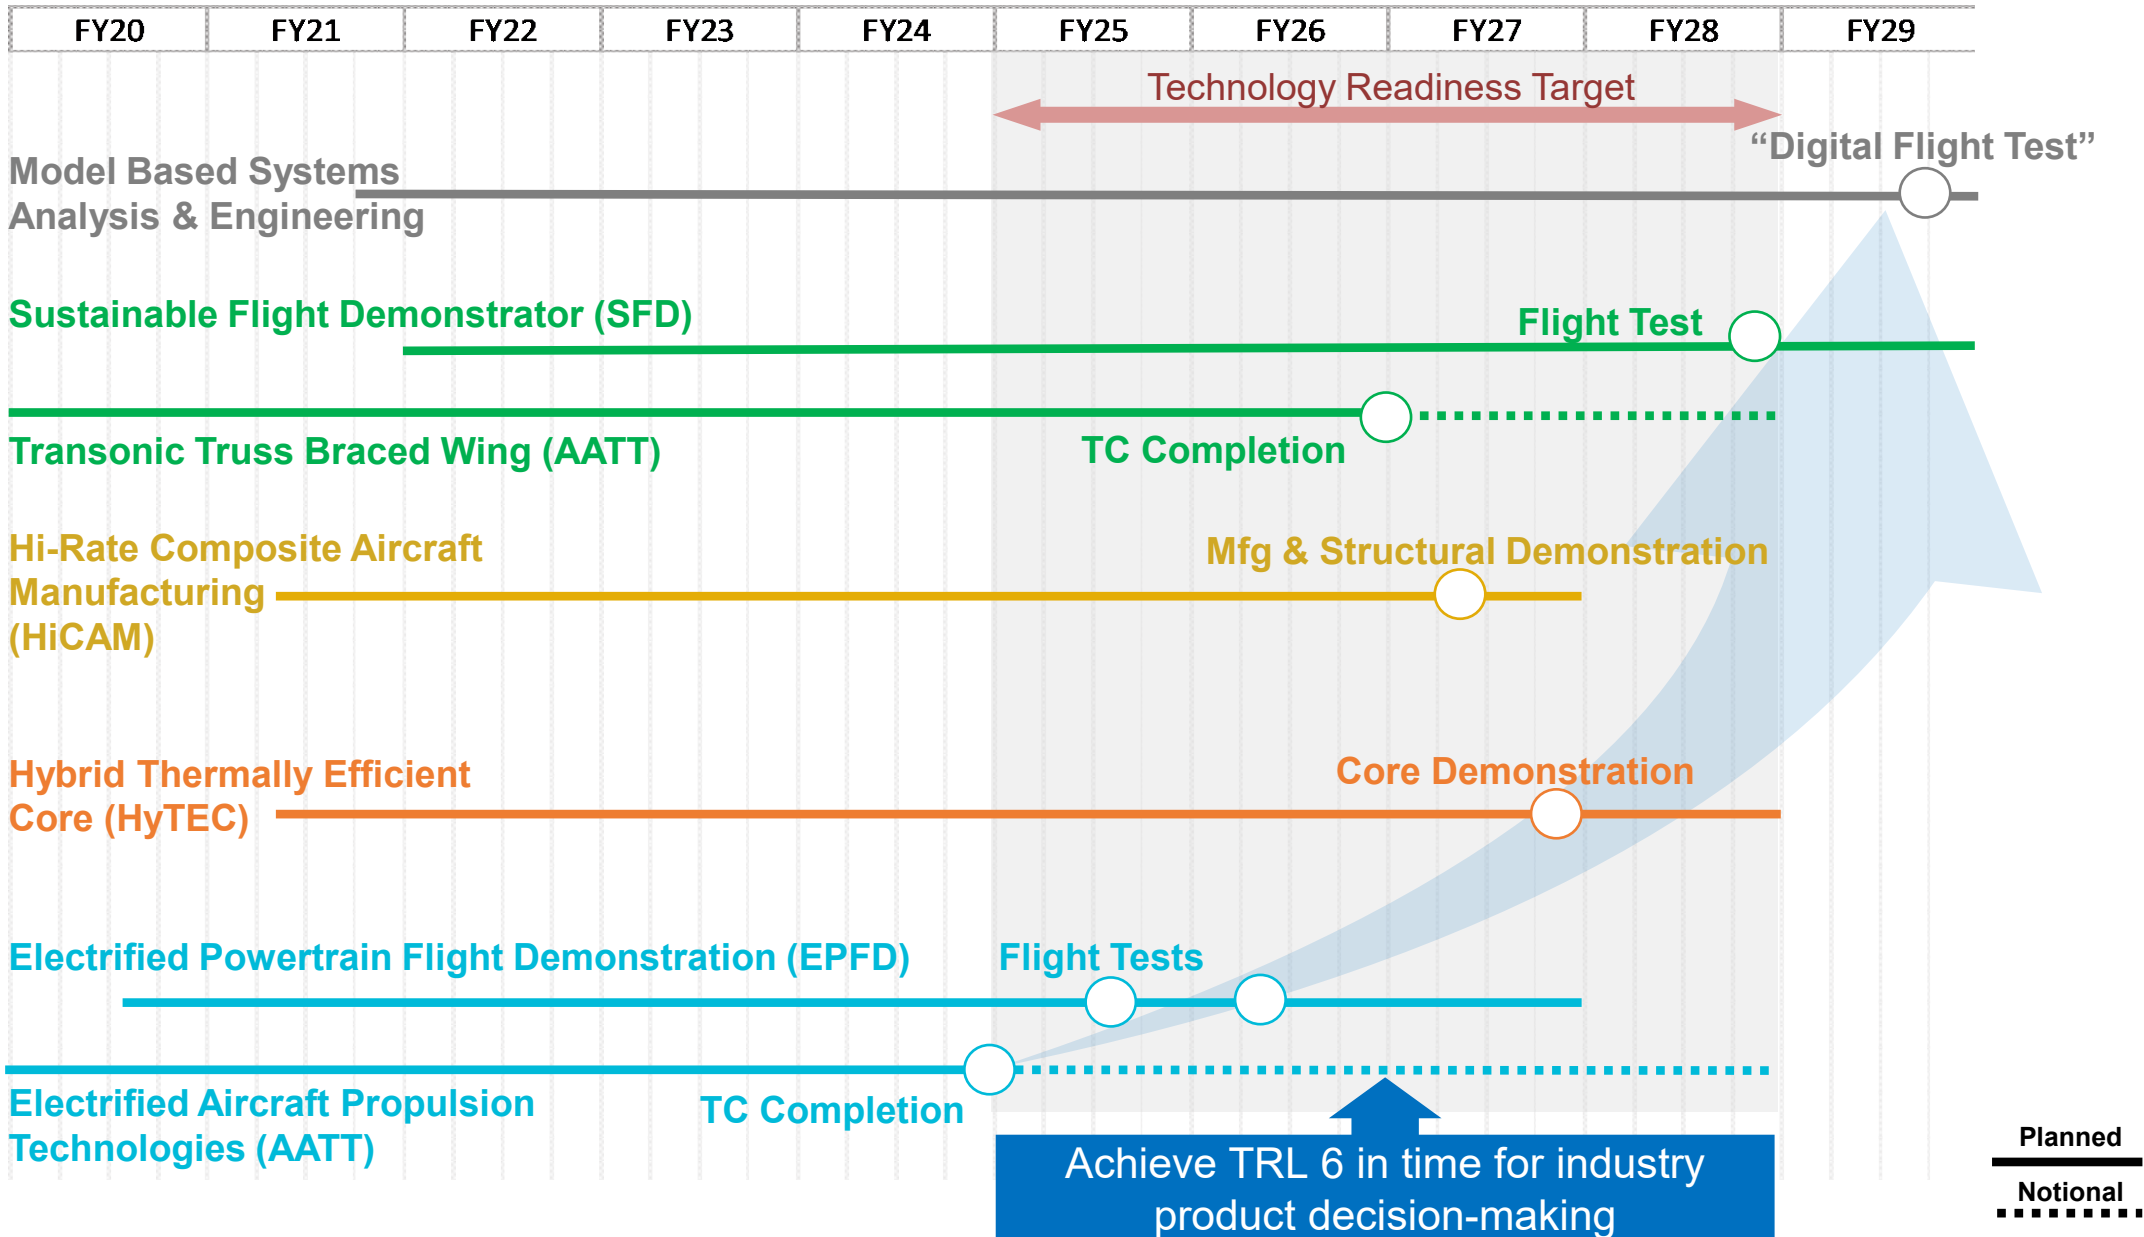 FY20 FY21 FY22 FY23 FY24 FY25 FY26 FY27 FY28 FY29
Technology Readiness Target
“Digital Flight Test”
Model Based Systems
Analysis & Engineering
Sustainable Flight Demonstrator (SFD)
Flight Test
Transonic Truss Braced Wing (AATT)
TC Completion
Hi-Rate Composite Aircraft
Manufacturing
(HiCAM)
Mfg & Structural Demonstration
Hybrid Thermally Efficient
Core (HyTEC)
Core Demonstration
Electrified Powertrain Flight Demonstration (EPFD)
Flight Tests
Electrified Aircraft Propulsion
Technologies (AATT)
TC Completion
Achieve TRL 6 in time for industry
product decision-making
Planned
Notional